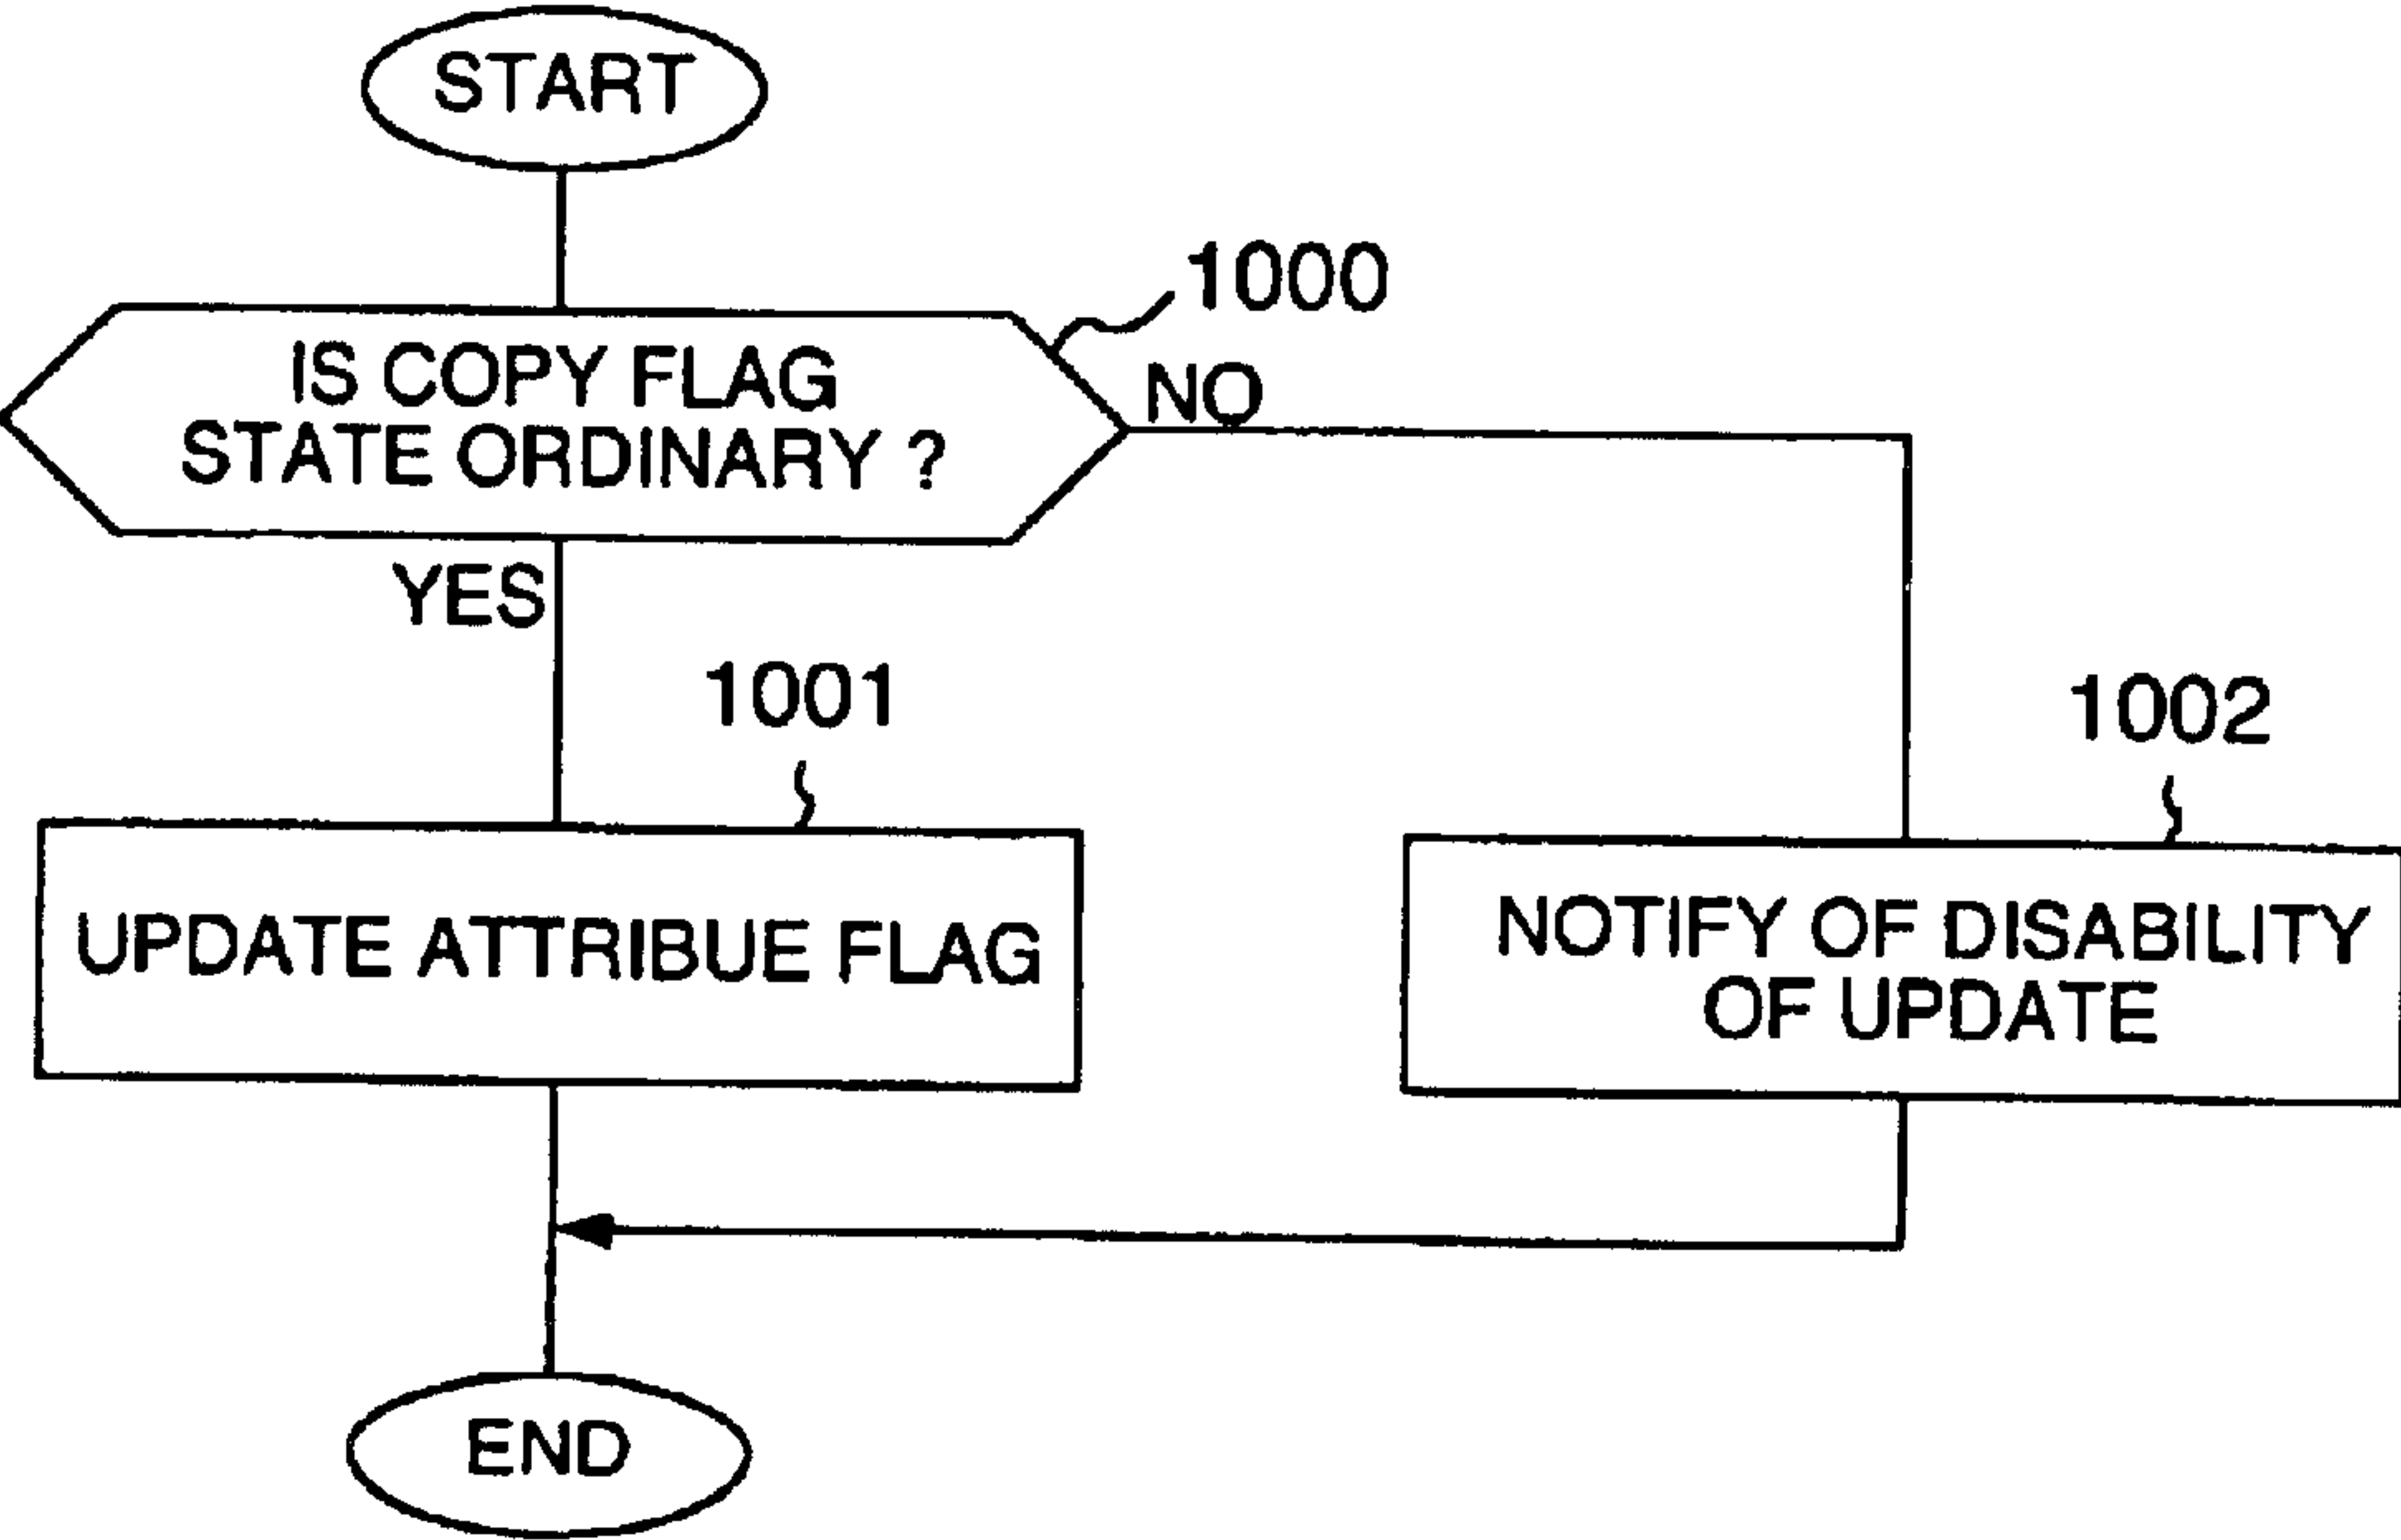 START
1000
IS COPY FLAG
STATE ORDINARY ?
NO
YES
1001
1002
UPDATE ATTRIBUE FLAG
NOTIFY OF DISABILITY
OF UPDATE
END